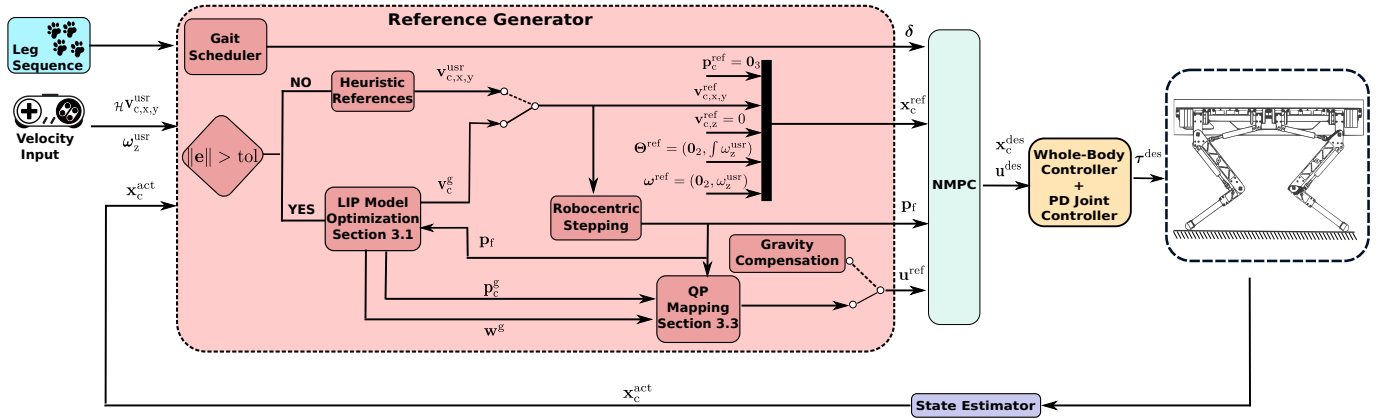 Reference Generator
Leg
Sequence
Gait
Scheduler
δ
Velocity
Input
ℋv^usr_c,x,y
ω^usr_z
x^act_c
‖e‖ > tol
NO
YES
Heuristic
References
v^usr_c,x,y
LIP Model
Optimization
Section 3.1
v^g_c
p_f
p^g_c
w^g
Robocentric
Stepping
p^ref_c = 0_3
v^ref_c,x,y
v^ref_c,z = 0
Θ^ref = (0_2, ∫ ω^usr_z)
ω^ref = (0_2, ω^usr_z)
Gravity
Compensation
QP
Mapping
Section 3.3
x^ref_c
p_f
u^ref
NMPC
x^des_c
u^des
Whole-Body
Controller
+
PD Joint
Controller
τ^des
State Estimator
x^act_c